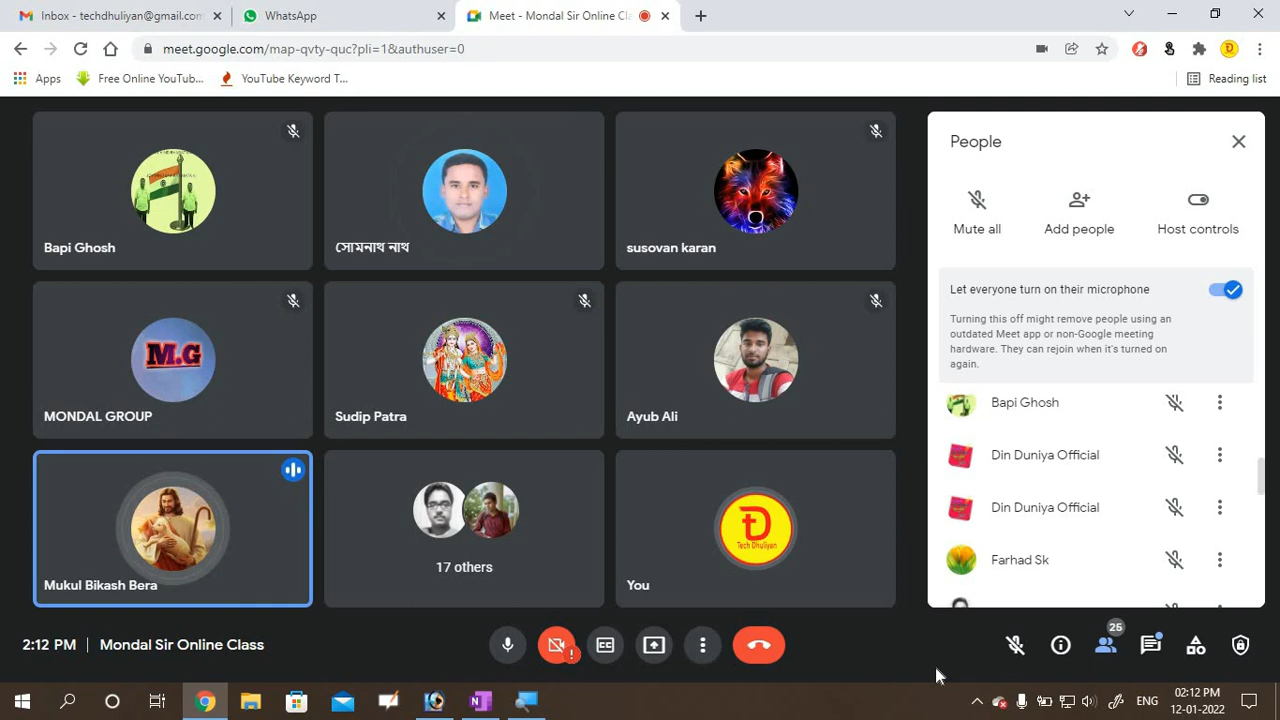 Inbox - techdhuliyan@gmail.com
WhatsApp
Meet - Mondal Sir Online Cl
meet.google.com/map-qvty-quc?pli=1&authuser=0
Apps
Free Online YouTub...
YouTube Keyword T...
Reading list
Bapi Ghosh
সোমনাথ নাথ
susovan karan
M.G
MONDAL GROUP
Sudip Patra
Ayub Ali
Mukul Bikash Bera
17 others
Tech Dhuliyan
You
People
Mute all
Add people
Host controls
Let everyone turn on their microphone
Turning this off might remove people using an
outdated Meet app or non-Google meeting
hardware. They can rejoin when it's turned on
again.
Bapi Ghosh
Din Duniya Official
Din Duniya Official
Farhad Sk
2:12 PM | Mondal Sir Online Class
CC
25
ENG
02:12 PM
12-01-2022